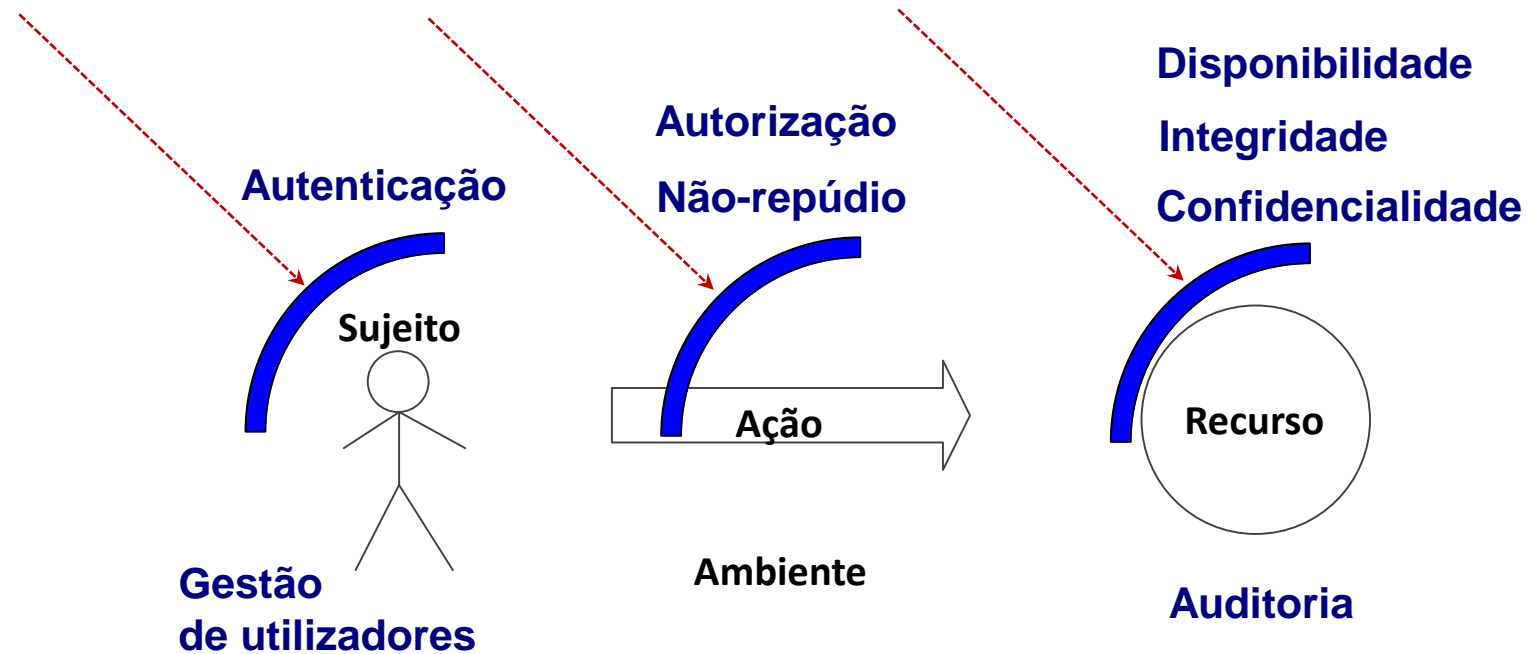 Disponibilidade
Autorização
Integridade
Autenticação
Não-repúdio
Confidencialidade
Sujeito
Ação
Recurso
Ambiente
Gestão
de utilizadores
Auditoria